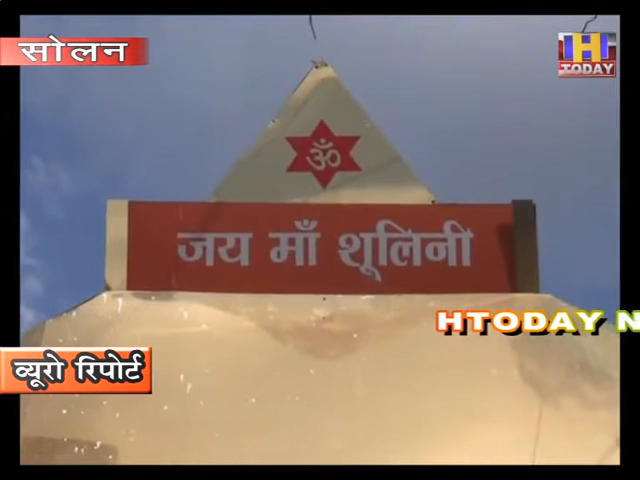 सोलन
H
TODAY
ॐ
जय माँ शूलिनी
HTODAY N
व्यूरो रिपोर्ट